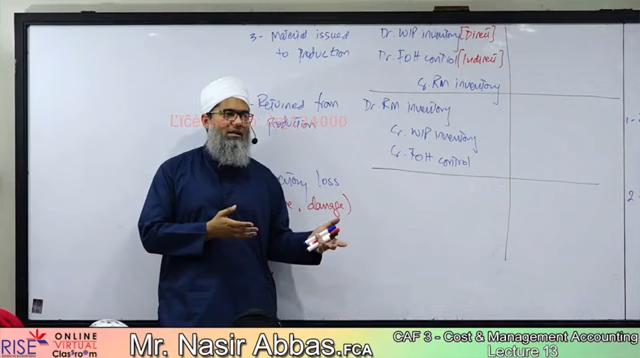 3- Material issued
to Production
Dr. WIP inventory [Direct]
Dr. FOH control [Indirect]
Cr. RM inventory
- Returned from
production
Dr RM inventory
Cr. WIP inventory
Cr. FOH control
loss
, damage)
1-
2-
RISE
ONLINE
VIRTUAL
Classroom
Mr. Nasir Abbas.FCA
CAF 3 - Cost & Management Accounting
Lecture 13